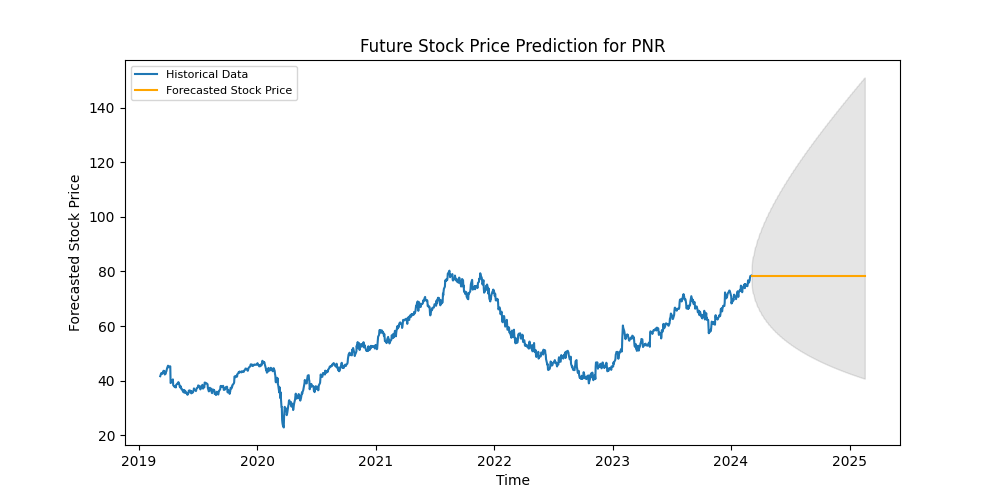 Future Stock Price Prediction for PNR
Historical Data
Forecasted Stock Price
Forecasted Stock Price
140
120
100
80
60
40
20
2019 2020 2021 2022 2023 2024 2025
Time